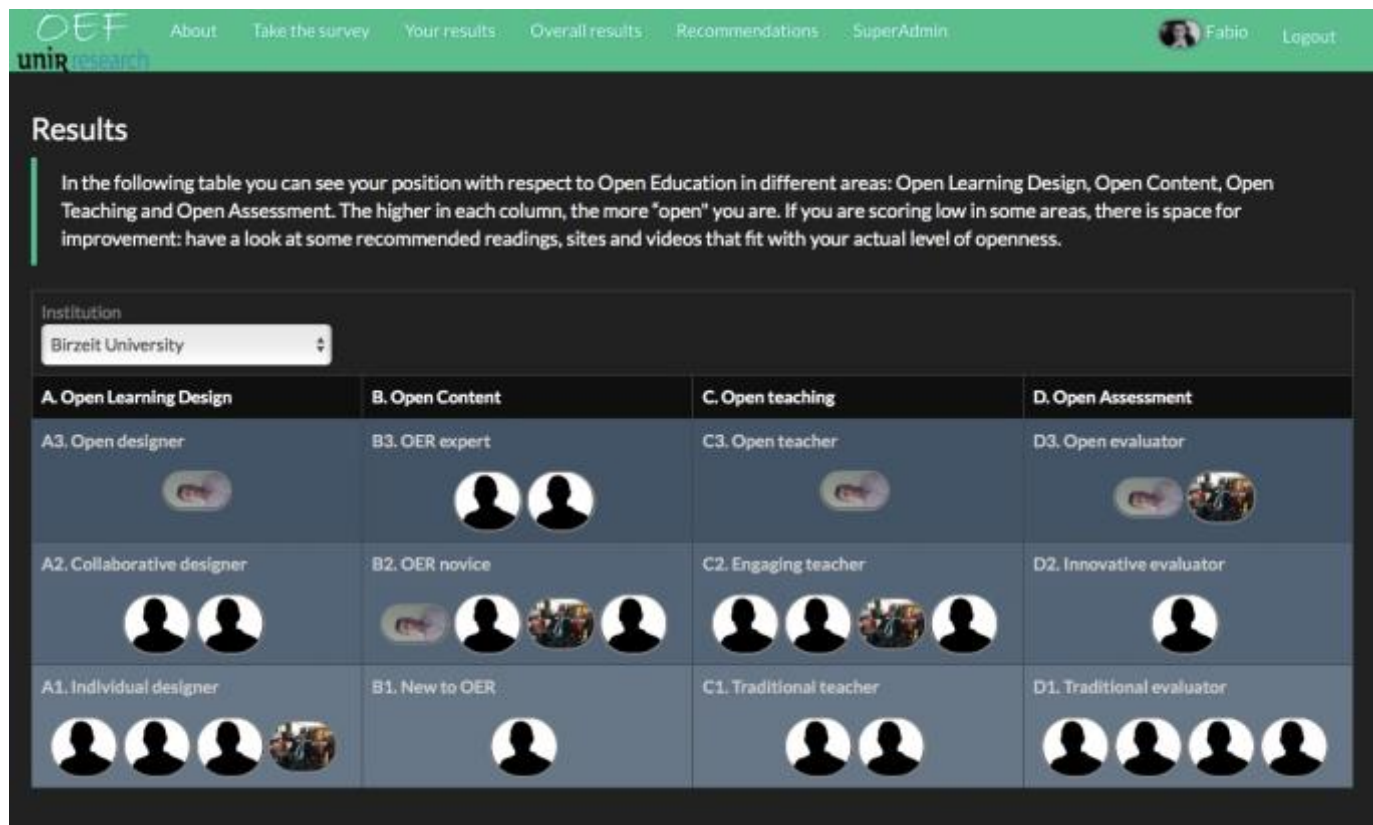 OEF About Take the survey Your results Overall results Recommendations SuperAdmin Fabio Logout
unir research
Results
In the following table you can see your position with respect to Open Education in different areas: Open Learning Design, Open Content, Open
Teaching and Open Assessment. The higher in each column, the more "open" you are. If you are scoring low in some areas, there is space for
improvement: have a look at some recommended readings, sites and videos that fit with your actual level of openness.
Institution
Birzeit University
A. Open Learning Design B. Open Content C. Open teaching D. Open Assessment
A3. Open designer B3. OER expert C3. Open teacher D3. Open evaluator
A2. Collaborative designer B2. OER novice C2. Engaging teacher D2. Innovative evaluator
A1. Individual designer B1. New to OER C1. Traditional teacher D1. Traditional evaluator